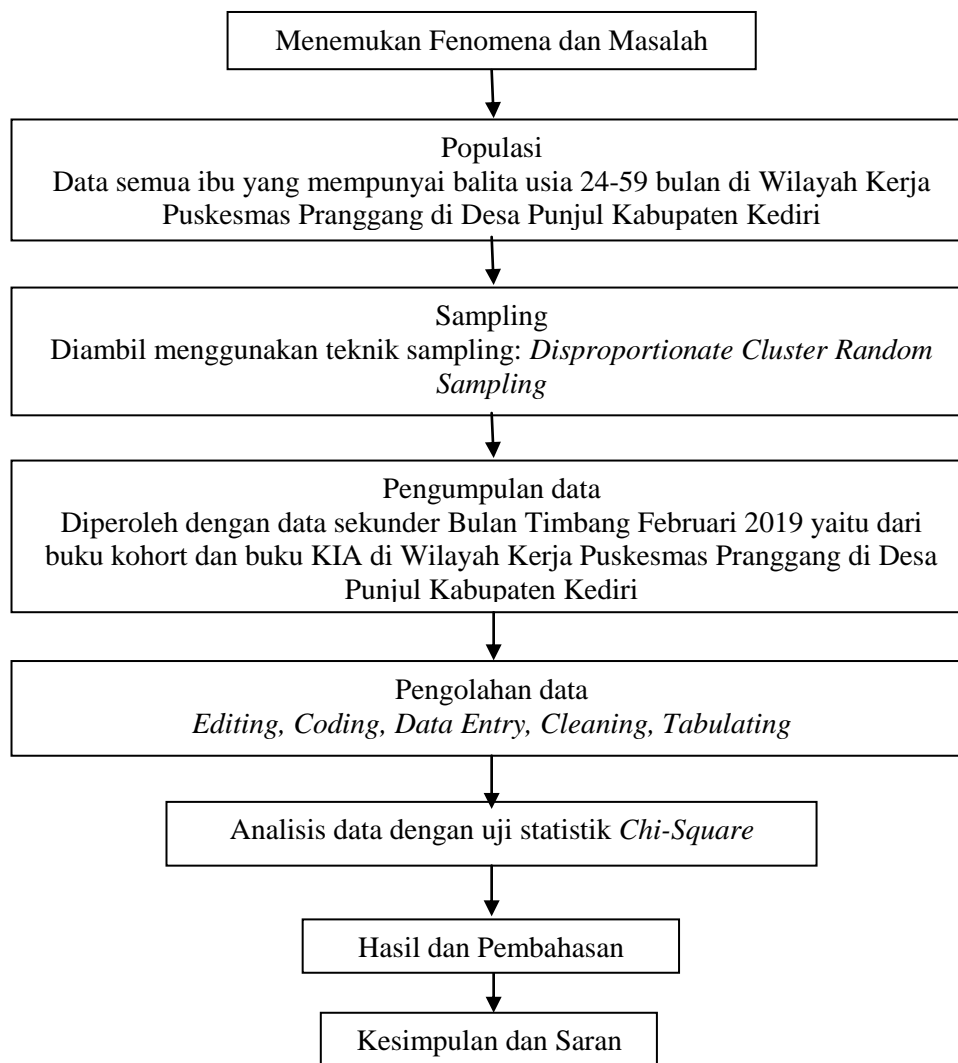 Menemukan Fenomena dan Masalah
Populasi
Data semua ibu yang mempunyai balita usia 24-59 bulan di Wilayah Kerja
Puskesmas Pranggang di Desa Punjul Kabupaten Kediri
Sampling
Diambil menggunakan teknik sampling: Disproportionate Cluster Random
Sampling
Pengumpulan data
Diperoleh dengan data sekunder Bulan Timbang Februari 2019 yaitu dari
buku kohort dan buku KIA di Wilayah Kerja Puskesmas Pranggang di Desa
Punjul Kabupaten Kediri
Pengolahan data
Editing, Coding, Data Entry, Cleaning, Tabulating
Analisis data dengan uji statistik Chi-Square
Hasil dan Pembahasan
Kesimpulan dan Saran